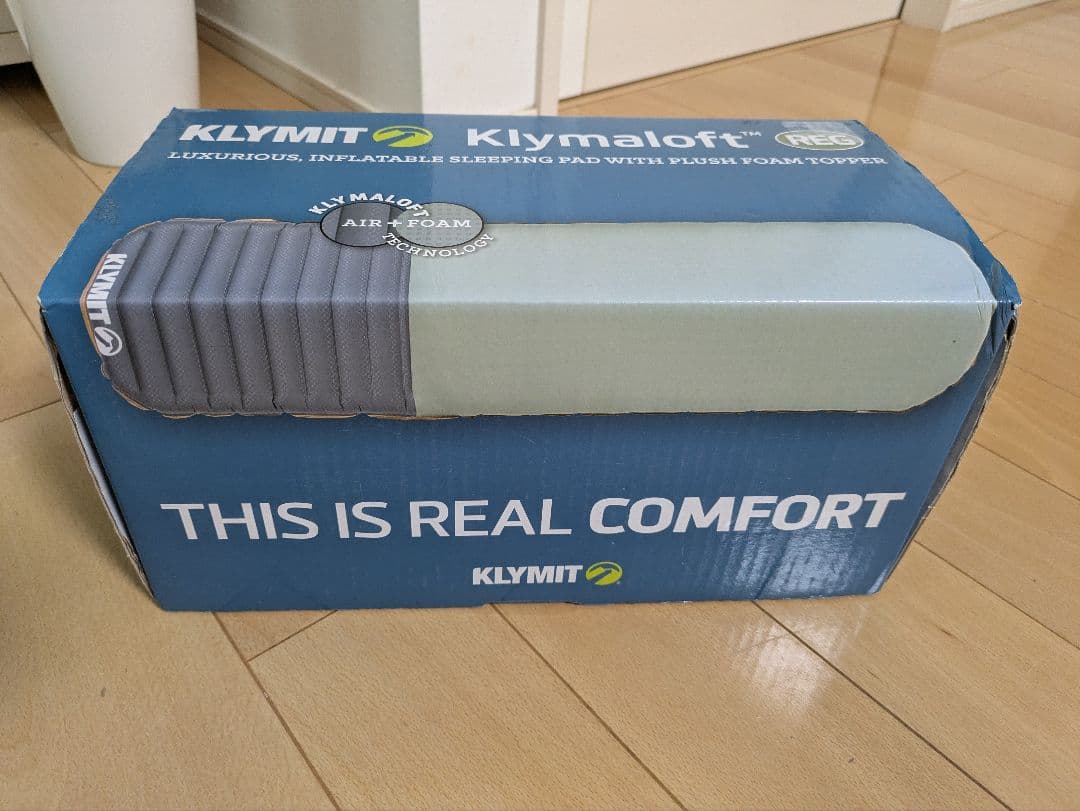 KLYMIT Klymaloft™ REG
LUXURIOUS, INFLATABLE SLEEPING PAD WITH PLUSH FOAM TOPPER
KLYMALOFT
AIR + FOAM
TECHNOLOGY
KLYMIT
THIS IS REAL COMFORT
KLYMIT